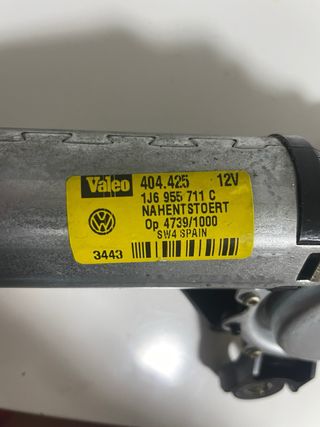 Valeo 404.425 12V
1J6 955 711 C
NAHENTSTOERT
Op 4739/1000
SW4 SPAIN
3443